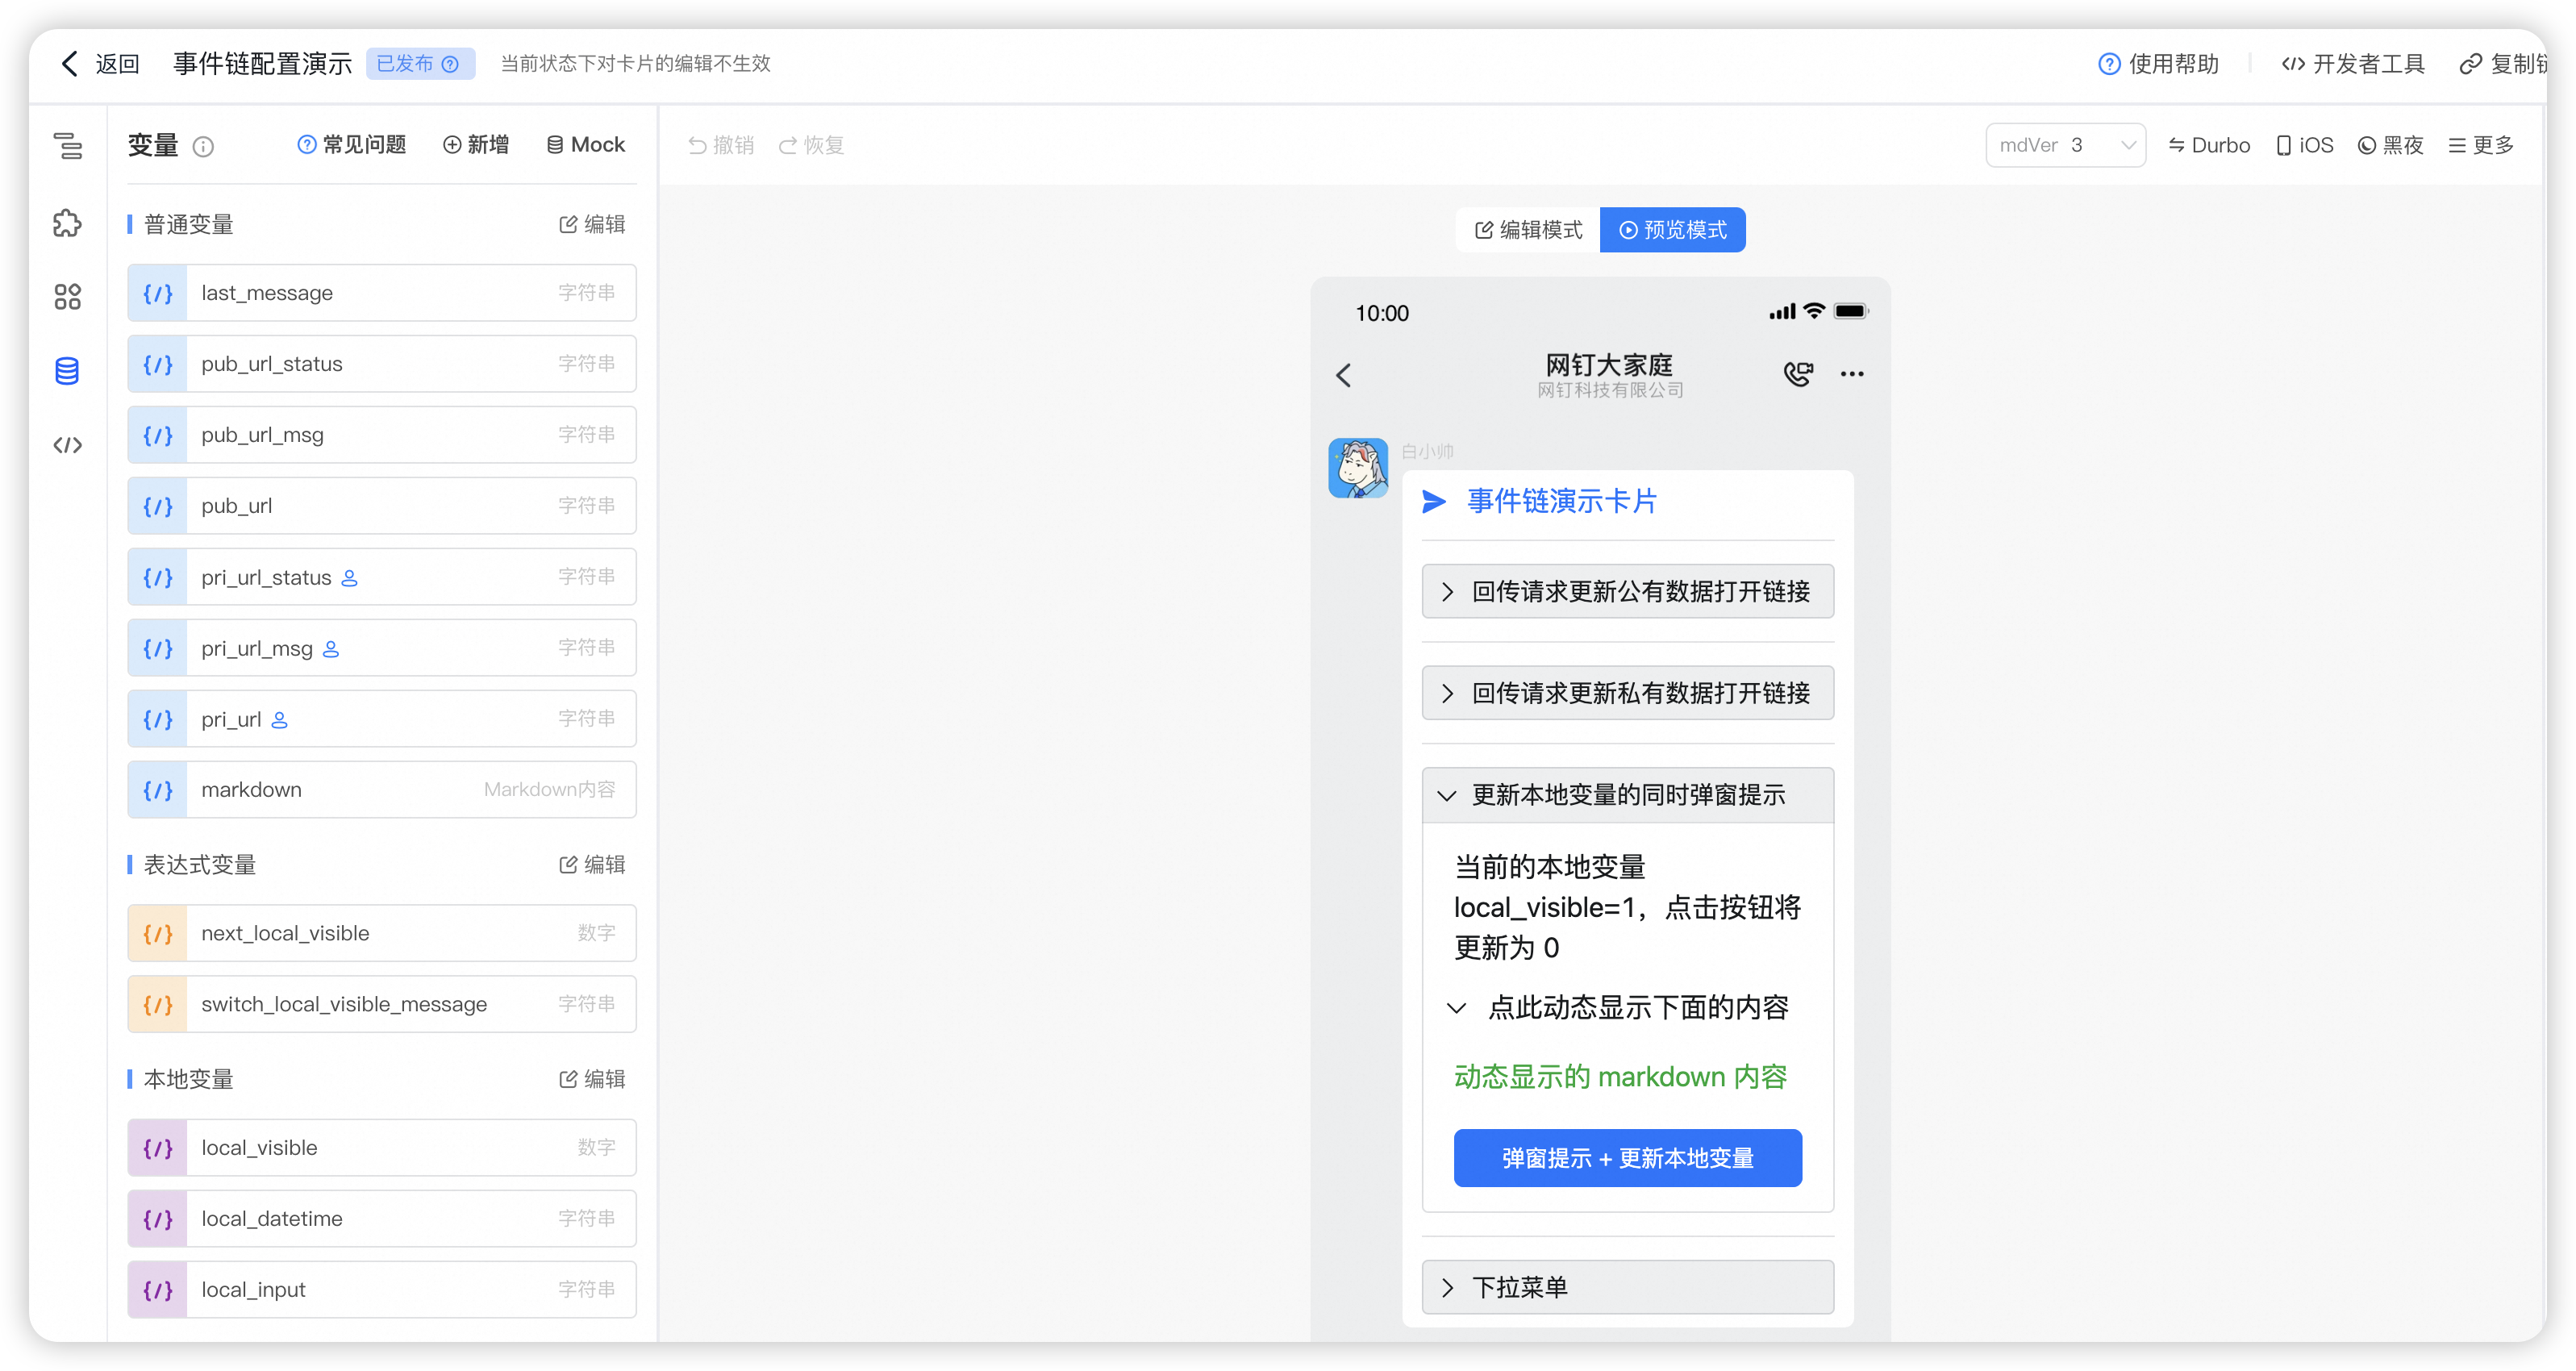 返回
事件链配置演示
已发布
当前状态下对卡片的编辑不生效
使用帮助
开发者工具
变量
常见问题
新增
Mock
撤销
恢复
mdVer 3
Durbo
iOS
黑夜
更多
普通变量
编辑
last_message 字符串
pub_url_status 字符串
pub_url_msg 字符串
pub_url 字符串
pri_url_status 字符串
pri_url_msg 字符串
pri_url 字符串
markdown Markdown内容
表达式变量
编辑
next_local_visible 数字
switch_local_visible_message 字符串
本地变量
编辑
local_visible 数字
local_datetime 字符串
local_input 字符串
编辑模式
预览模式
10:00
网钉大家庭
网钉科技有限公司
白小帅
事件链演示卡片
回传请求更新公有数据打开链接
回传请求更新私有数据打开链接
更新本地变量的同时弹窗提示
当前的本地变量
local_visible=1，点击按钮将
更新为 0
点此动态显示下面的内容
动态显示的 markdown 内容
弹窗提示 + 更新本地变量
下拉菜单